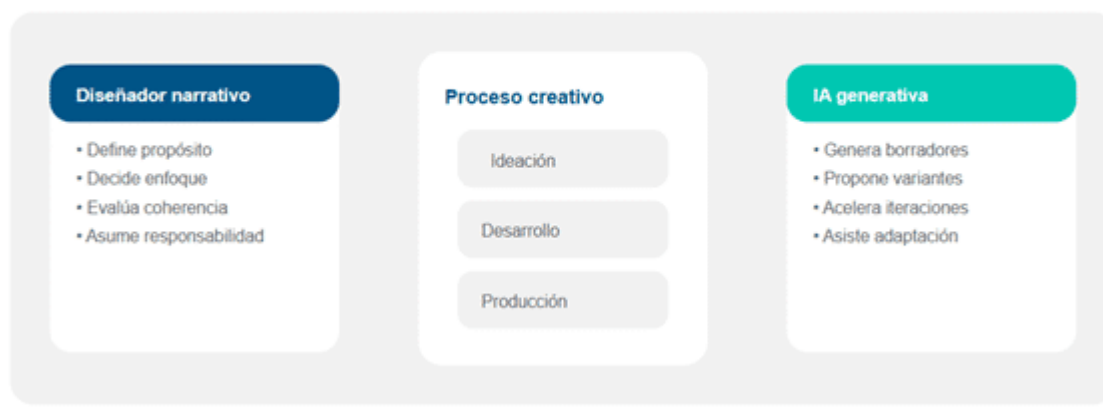 Diseñador narrativo
• Define propósito
• Decide enfoque
• Evalúa coherencia
• Asume responsabilidad
Proceso creativo
Ideación
Desarrollo
Producción
IA generativa
• Genera borradores
• Propone variantes
• Acelera iteraciones
• Asiste adaptación